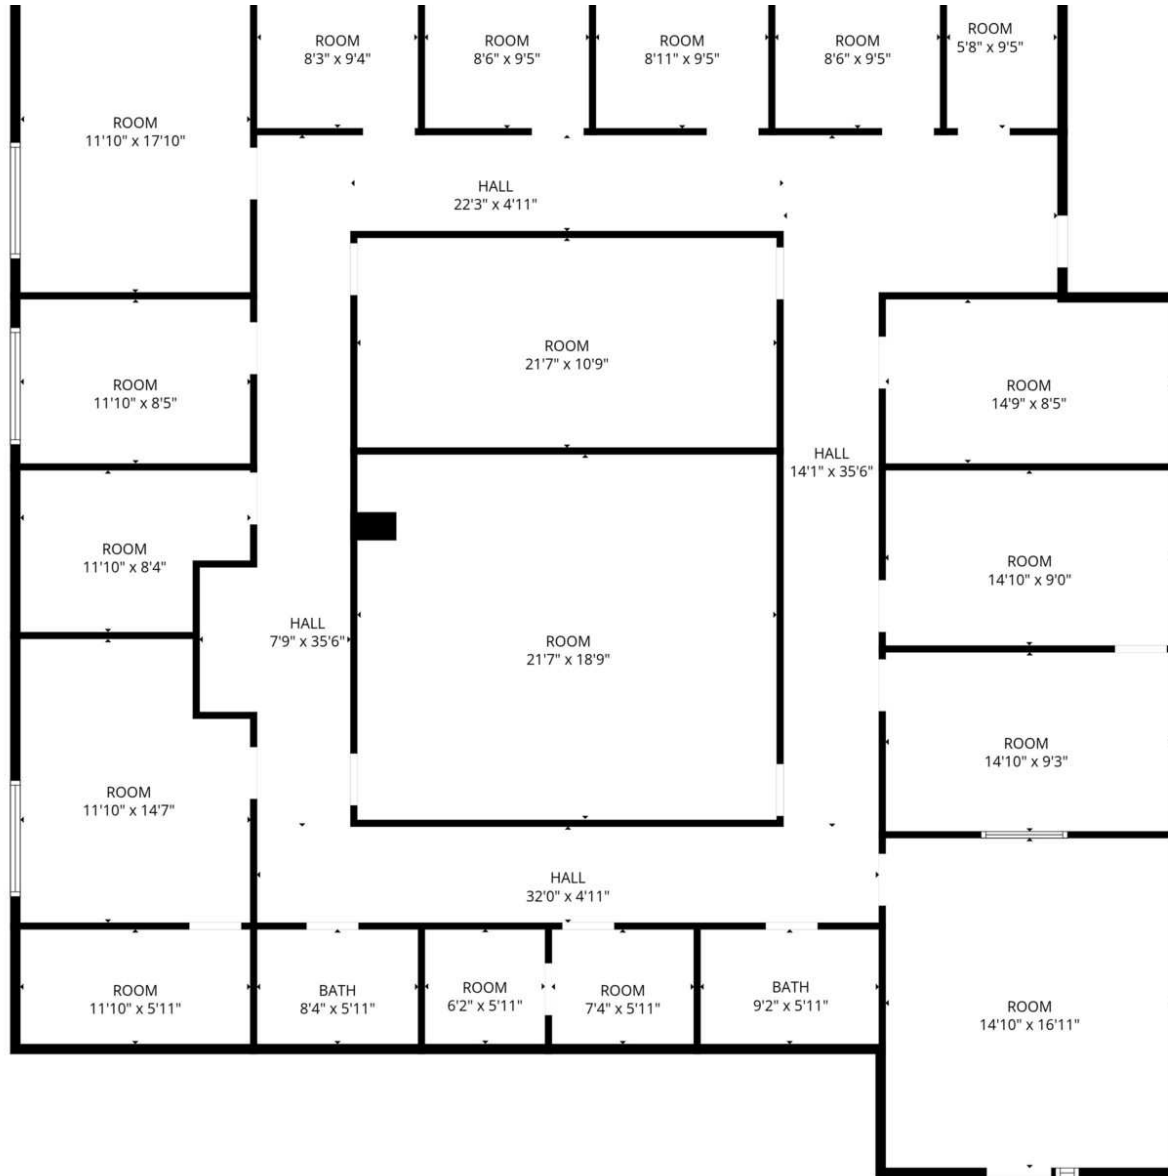 ROOM
8'3" x 9'4"
ROOM
8'6" x 9'5"
ROOM
8'11" x 9'5"
ROOM
8'6" x 9'5"
ROOM
5'8" x 9'5"
ROOM
11'10" x 17'10"
HALL
22'3" x 4'11"
ROOM
21'7" x 10'9"
ROOM
11'10" x 8'5"
ROOM
14'9" x 8'5"
HALL
14'1" x 35'6"
ROOM
11'10" x 8'4"
ROOM
14'10" x 9'0"
HALL
7'9" x 35'6"
ROOM
21'7" x 18'9"
ROOM
14'10" x 9'3"
ROOM
11'10" x 14'7"
HALL
32'0" x 4'11"
ROOM
11'10" x 5'11"
BATH
8'4" x 5'11"
ROOM
6'2" x 5'11"
ROOM
7'4" x 5'11"
BATH
9'2" x 5'11"
ROOM
14'10" x 16'11"